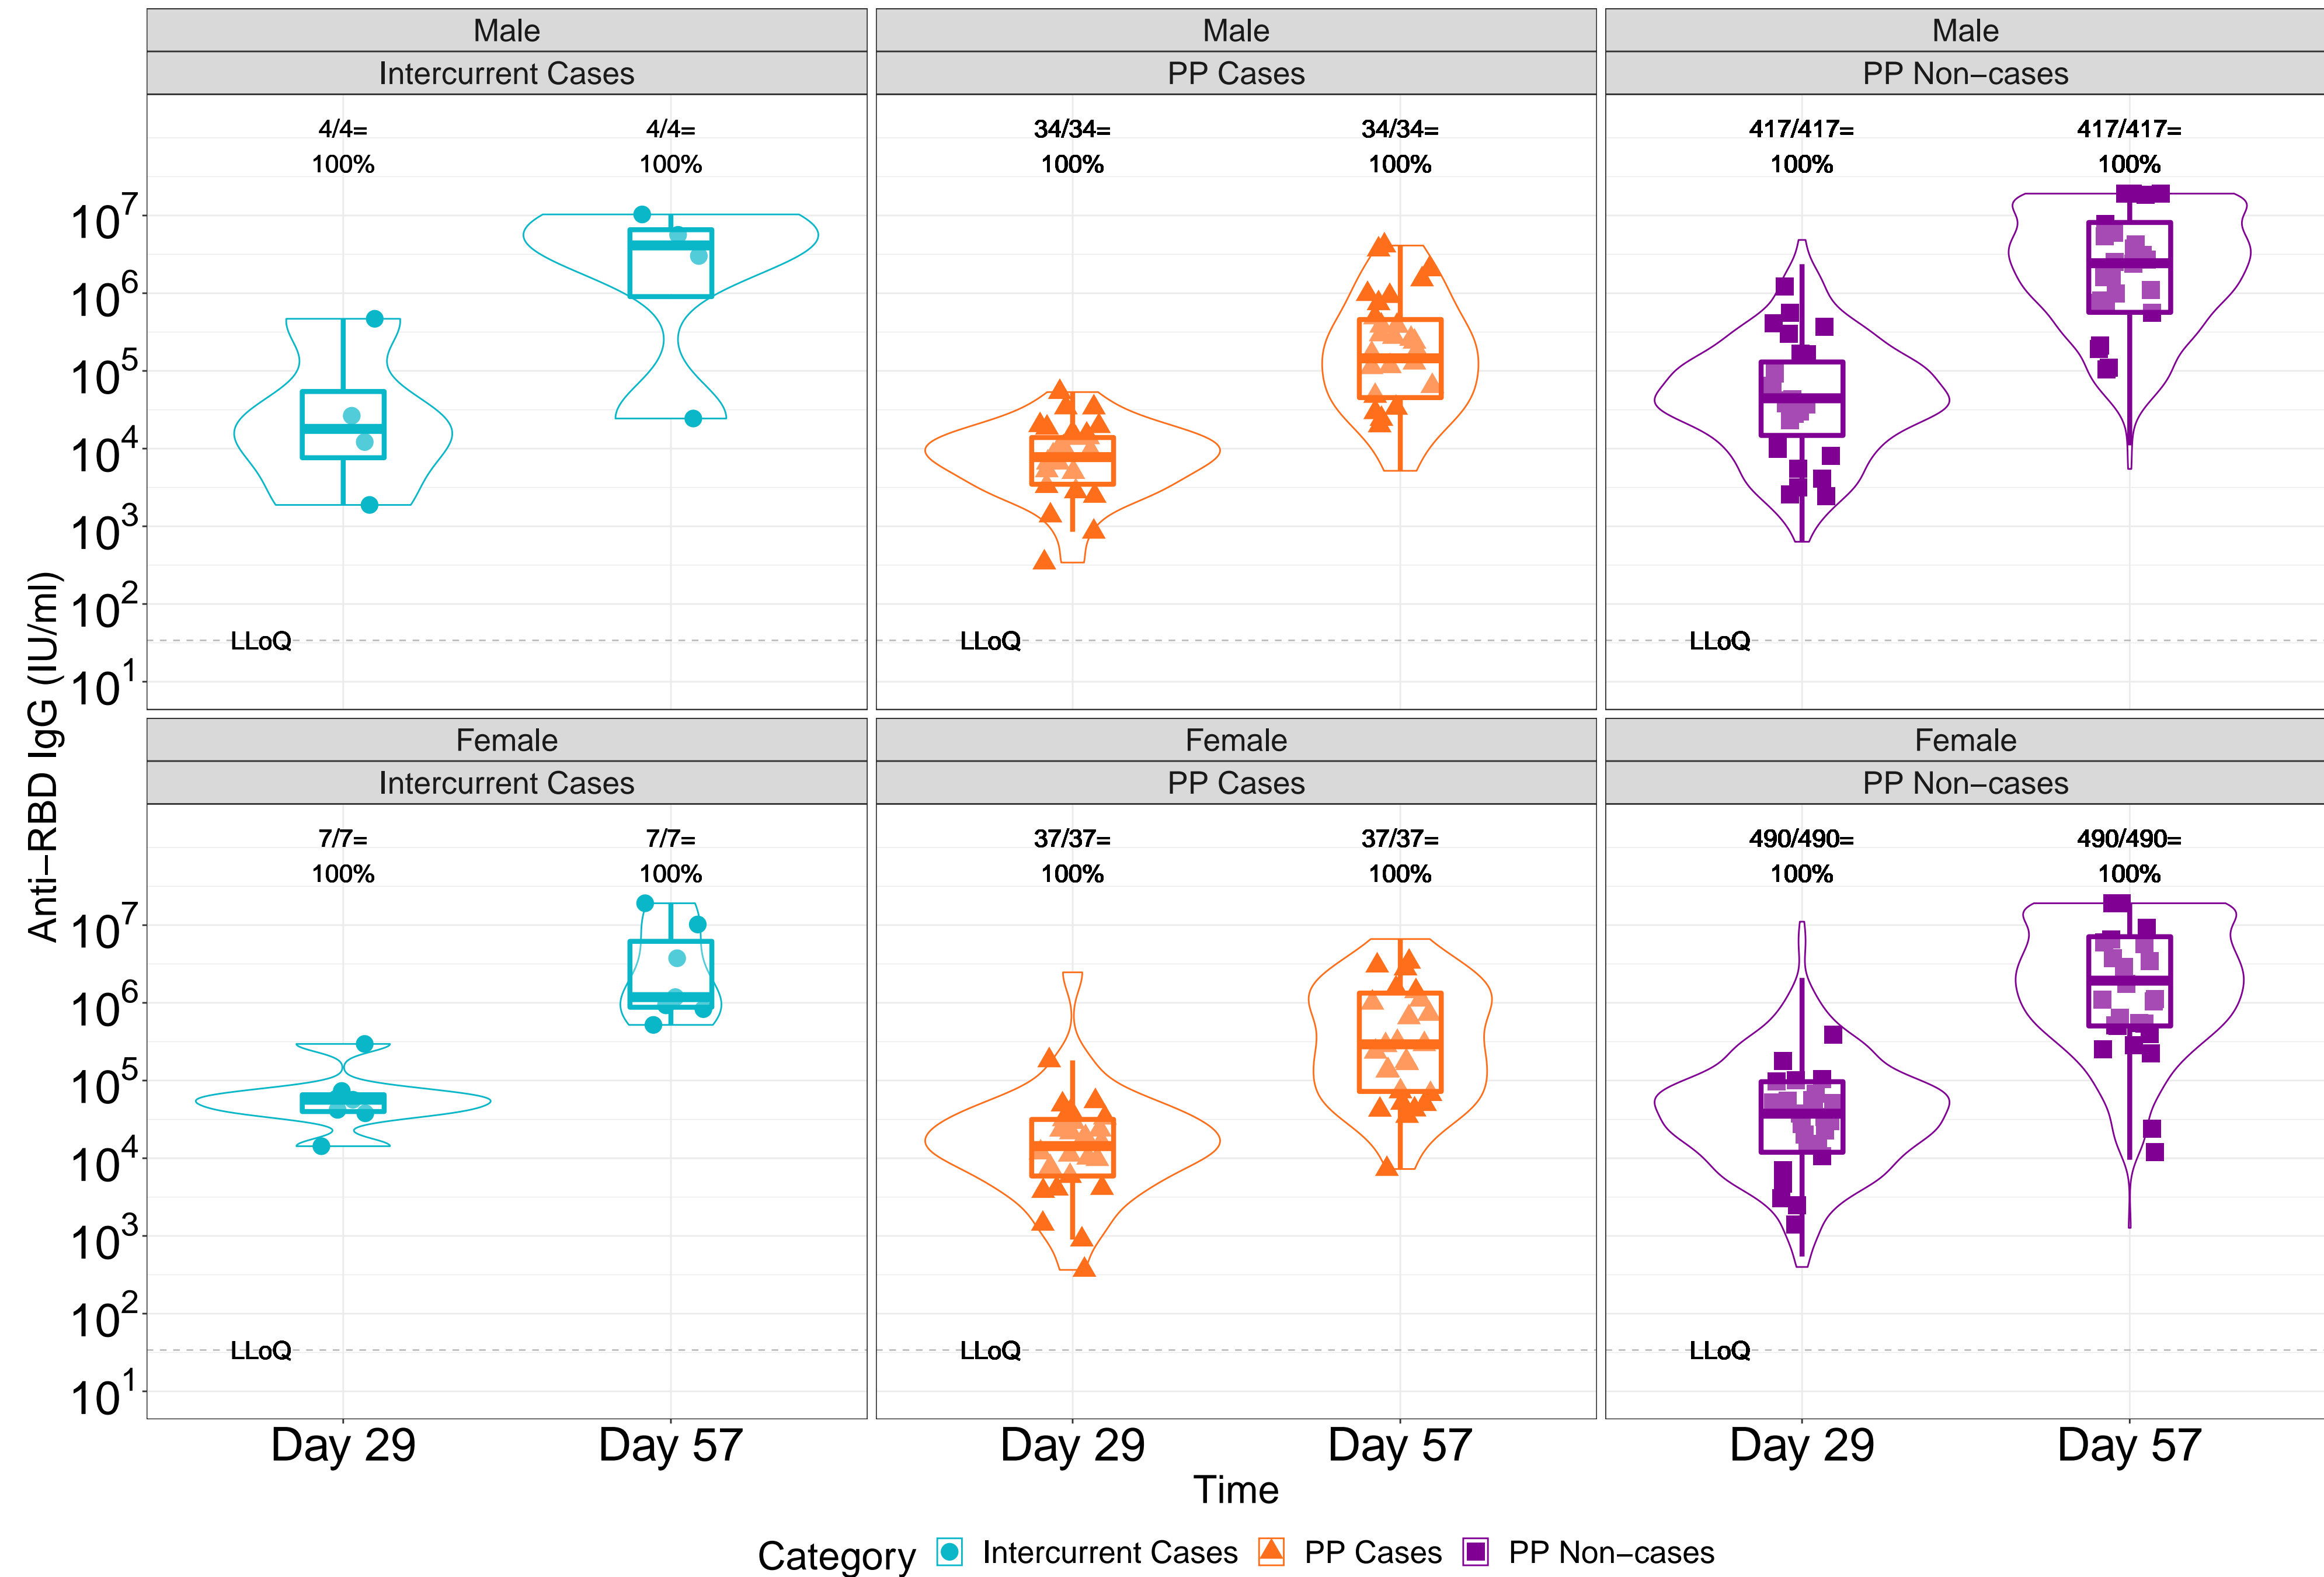 Male Male Male
Intercurrent Cases PP Cases PP Non−cases
4/4= 4/4= 34/34= 34/34= 417/417= 417/417=
100% 100% 100% 100% 100% 100%
10^7
10^6
10^5
10^4
10^3
10^2
LLoQ LLoQ LLoQ
10^1
Anti−RBD IgG (IU/ml)
Female Female Female
Intercurrent Cases PP Cases PP Non−cases
7/7= 7/7= 37/37= 37/37= 490/490= 490/490=
100% 100% 100% 100% 100% 100%
10^7
10^6
10^5
10^4
10^3
10^2
LLoQ LLoQ LLoQ
10^1
Day 29 Day 57 Day 29 Day 57 Day 29 Day 57
Time
Category Intercurrent Cases PP Cases PP Non−cases